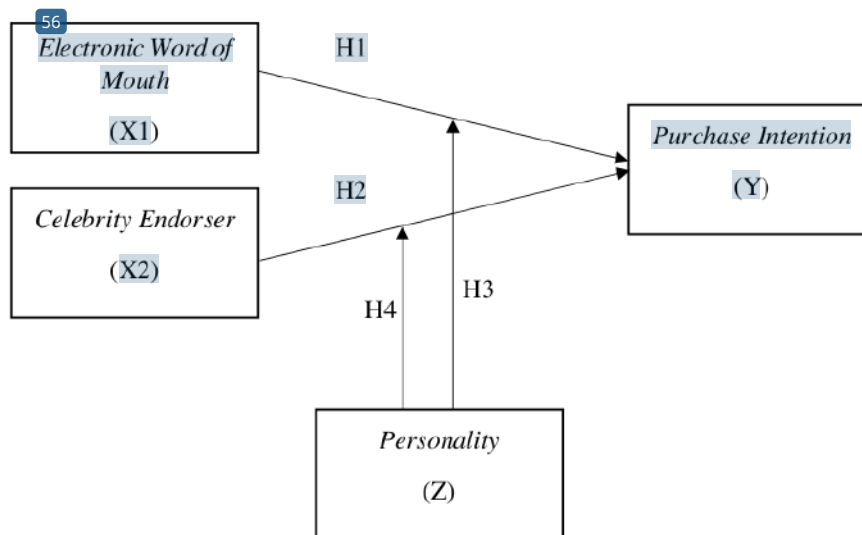 56
Electronic Word of
Mouth
(X1)
H1
Purchase Intention
(Y)
H2
Celebrity Endorser
(X2)
H4
H3
Personality
(Z)